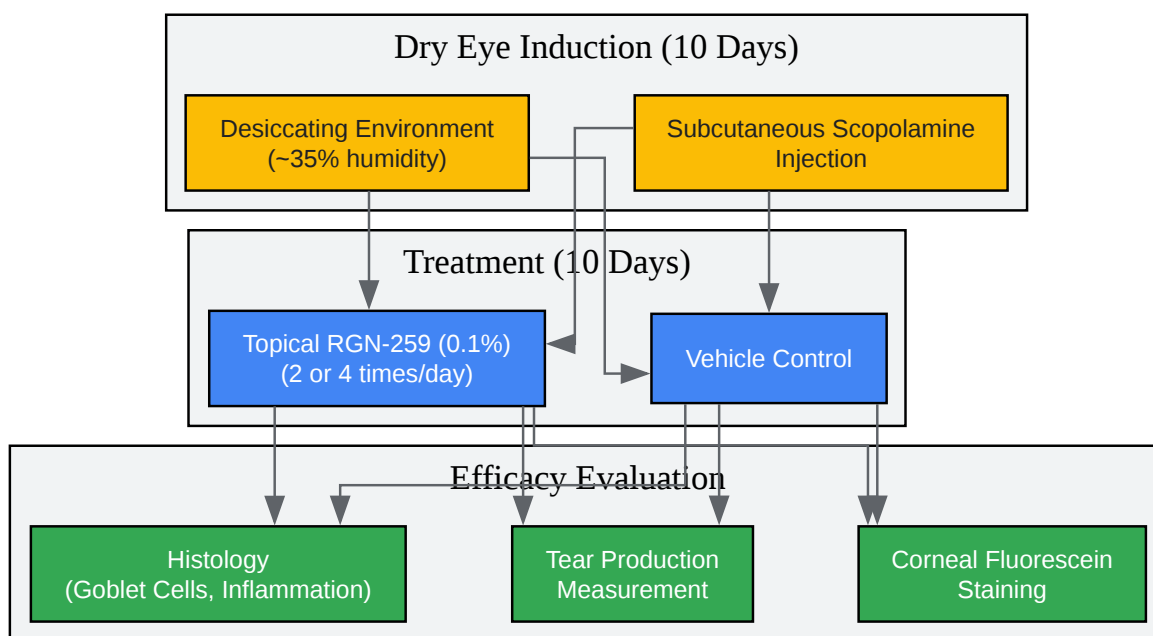 Dry Eye Induction (10 Days)
Desiccating Environment
(~35% humidity)
Subcutaneous Scopolamine
Injection
Treatment (10 Days)
Topical RGN-259 (0.1%)
(2 or 4 times/day)
Vehicle Control
Efficacy Evaluation
Histology
(Goblet Cells, Inflammation)
Tear Production
Measurement
Corneal Fluorescein
Staining